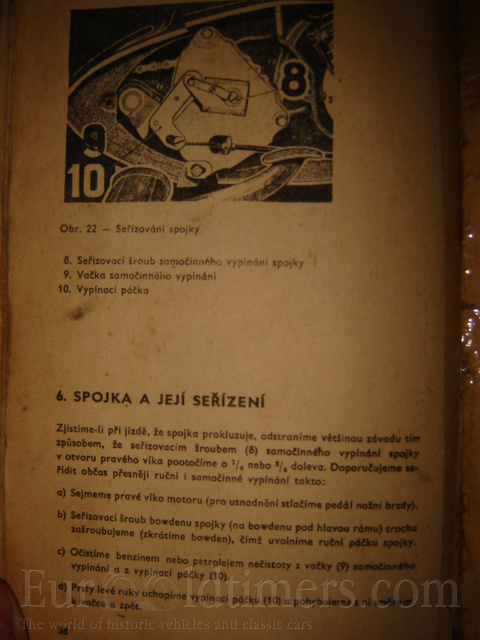 8
9
10
Obr. 22 — Seřizování spojky
8. Seřizovací šroub samočinného vypínání spojky
9. Vačka samočinného vypínání
10. Vypínací páčka
6. SPOJKA A JEJÍ SEŘÍZENÍ
Zjistíme-li při jízdě, že spojka prokluzuje, odstraníme většinou závadu tím
způsobem, že seřizovacím šroubem (8) samočinného vypínání spojky
v otvoru pravého víka pootočíme o nebo doleva. Doporučujeme se-
řídit občas přesněji ruční i samočinné vypínání takto:
a) Sejmeme pravé víko motoru (pro usnadnění stlačíme pedál nožní brzdy).
b) Seřizovací šroub bowdenu spojky (na bowdenu pod hlavou rámu) trochu
zašroubujeme (zkrátíme bowden), čímž uvolníme ruční páčku spojky.
c) Očistíme benzinem nebo petrolejem nečistoty z vačky (9) samočinného
vypínání a z vypínací páčky (10).
d) Prsty levé ruky uchopíme vypínací páčku (10) a pohybujeme jí směrem
k vačce a zpět.
36
Eur Oldtimers.com
The world of historic vehicles and classic cars